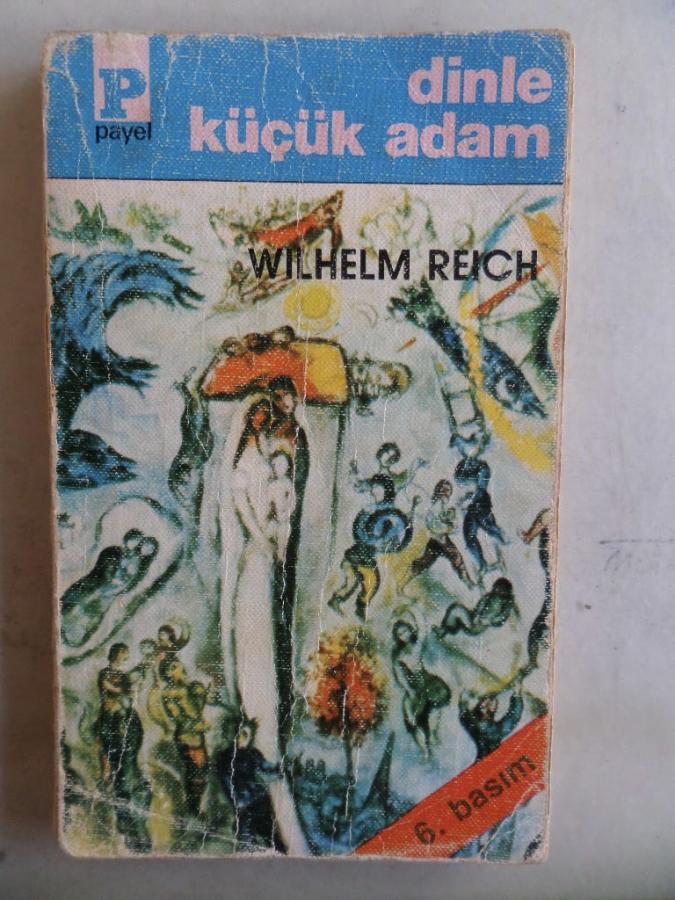 P
payel
dinle
küçük adam
WILHELM REICH
6. basım